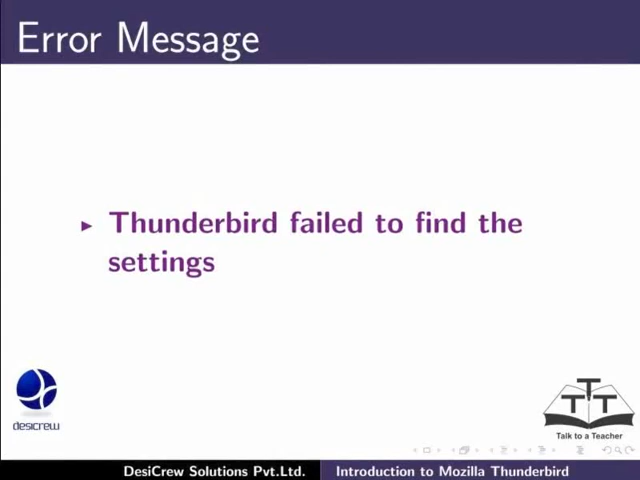 Error Message
Thunderbird failed to find the
settings
desicrew
T
T T
Talk to a Teacher
DesiCrew Solutions Pvt.Ltd. Introduction to Mozilla Thunderbird